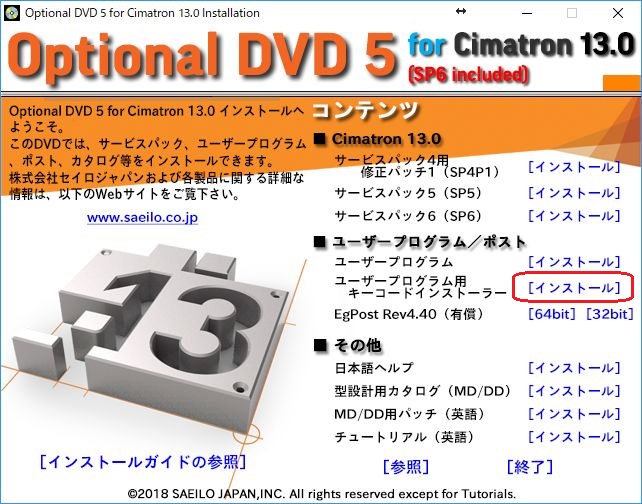 Optional DVD 5 for Cimatron 13.0 Installation
Optional DVD 5 for Cimatron 13.0
(SP6 included)
Optional DVD 5 for Cimatron 13.0 インストールへ
ようこそ。
このDVDでは、サービスパック、ユーザープログラム
、ポスト、カタログ等をインストールできます。
株式会社セイロジャパンおよび各製品に関する詳細な
情報は、以下のWebサイトをご覧下さい。
www.saeilo.co.jp
13
[インストールガイドの参照]
コンテンツ
■ Cimatron 13.0
サービスパック4用
修正パッチ1（SP4P1） [インストール]
サービスパック5（SP5） [インストール]
サービスパック6（SP6） [インストール]
■ ユーザープログラム／ポスト
ユーザープログラム [インストール]
ユーザープログラム用
キーコードインストーラー [インストール]
EgPost Rev4.40（有償） [64bit] [32bit]
■ その他
日本語ヘルプ [インストール]
型設計用カタログ（MD/DD） [インストール]
MD/DD用パッチ（英語） [インストール]
チュートリアル（英語） [インストール]
[参照] [終了]
©2018 SAEILO JAPAN,INC. All rights reserved except for Tutorials.